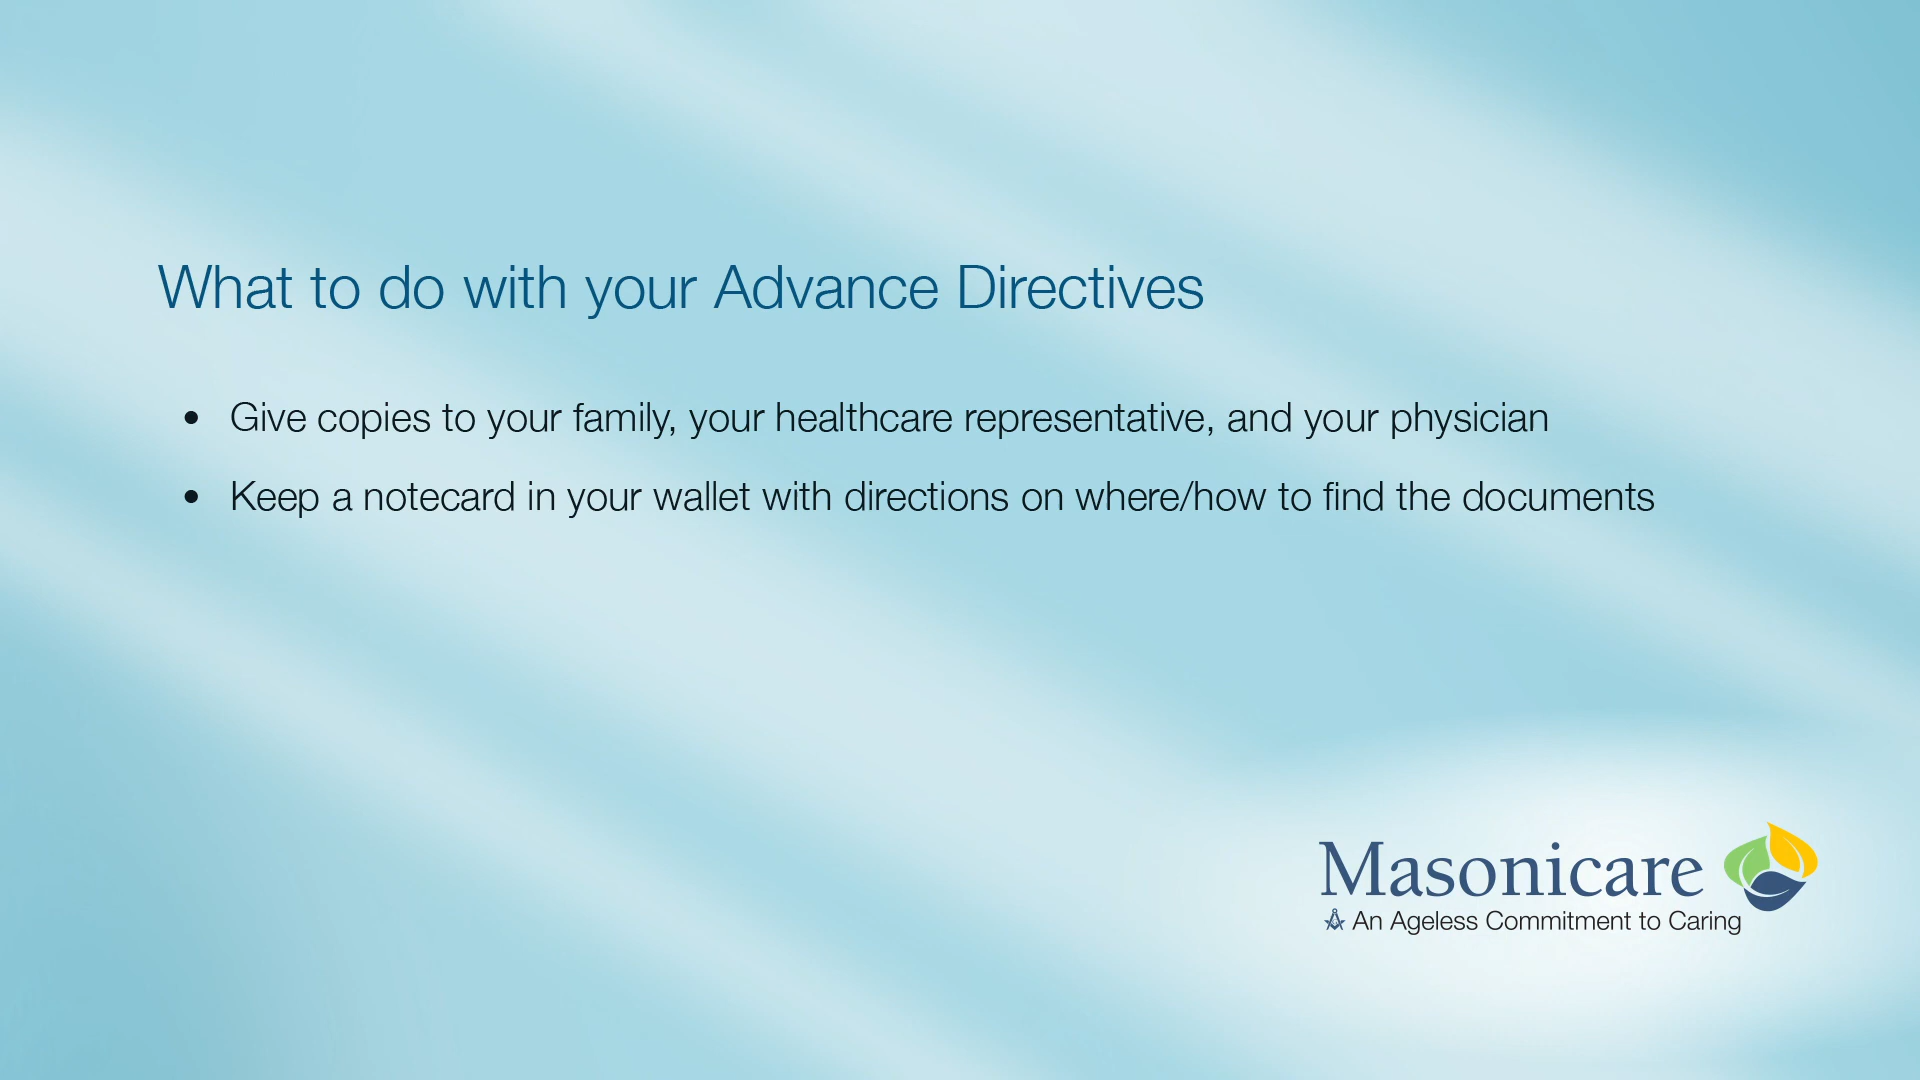 What to do with your Advance Directives
• Give copies to your family, your healthcare representative, and your physician
• Keep a notecard in your wallet with directions on where/how to find the documents
Masonicare
An Ageless Commitment to Caring